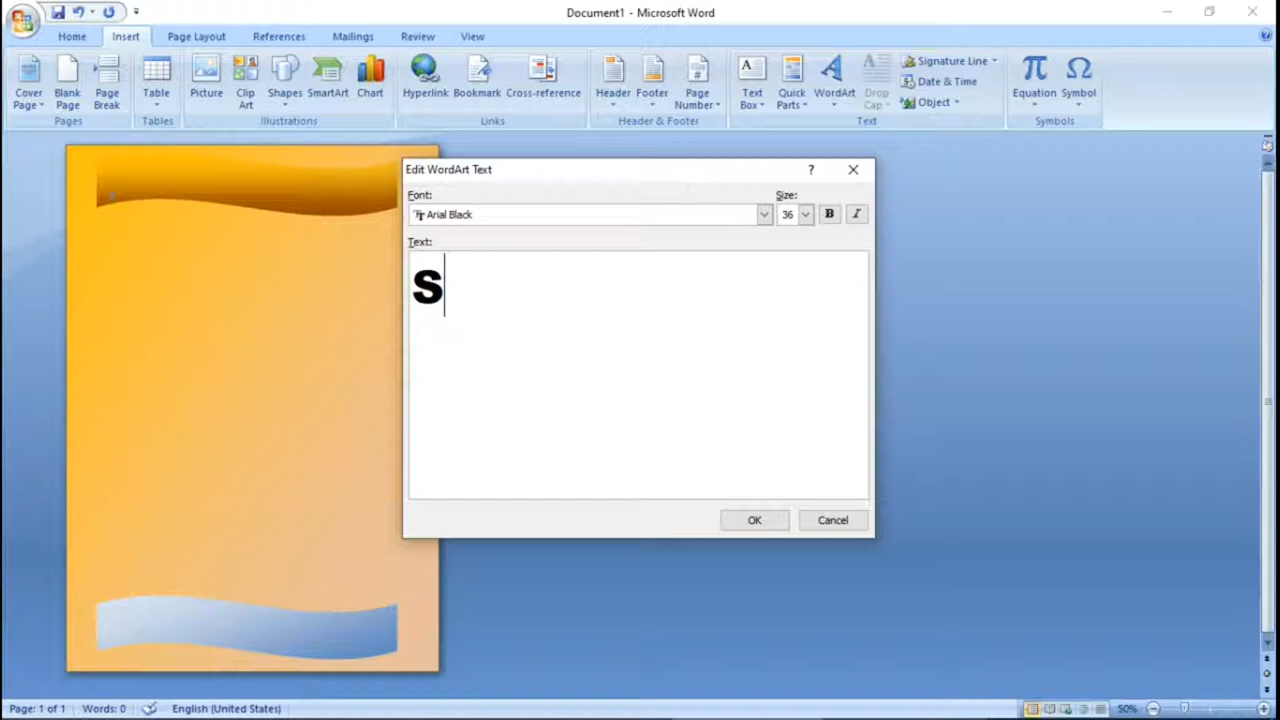 Document1 - Microsoft Word
Home Insert Page Layout References Mailings Review View
Cover Page
Blank Page
Page Break
Table
Picture
Clip Art
Shapes
SmartArt
Chart
Hyperlink
Bookmark
Cross-reference
Header
Footer
Page Number
Text Box
Quick Parts
WordArt
Drop Cap
Signature Line
Date & Time
Object
Equation
Symbol
Pages Tables Illustrations Links Header & Footer Text Symbols
Edit WordArt Text ?
Font: Size:
Arial Black 36 B I
Text:
S
OK Cancel
Page: 1 of 1 Words: 0 English (United States) 50%